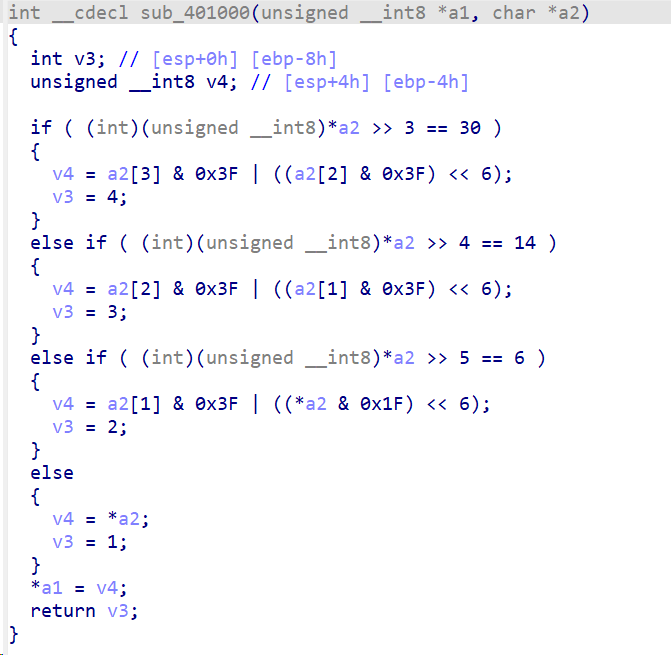 int __cdecl sub_401000(unsigned __int8 *a1, char *a2)
{
  int v3; // [esp+0h] [ebp-8h]
  unsigned __int8 v4; // [esp+4h] [ebp-4h]

  if ( (int)(unsigned __int8)*a2 >> 3 == 30 )
  {
    v4 = a2[3] & 0x3F | ((a2[2] & 0x3F) << 6);
    v3 = 4;
  }
  else if ( (int)(unsigned __int8)*a2 >> 4 == 14 )
  {
    v4 = a2[2] & 0x3F | ((a2[1] & 0x3F) << 6);
    v3 = 3;
  }
  else if ( (int)(unsigned __int8)*a2 >> 5 == 6 )
  {
    v4 = a2[1] & 0x3F | ((*a2 & 0x1F) << 6);
    v3 = 2;
  }
  else
  {
    v4 = *a2;
    v3 = 1;
  }
  *a1 = v4;
  return v3;
}